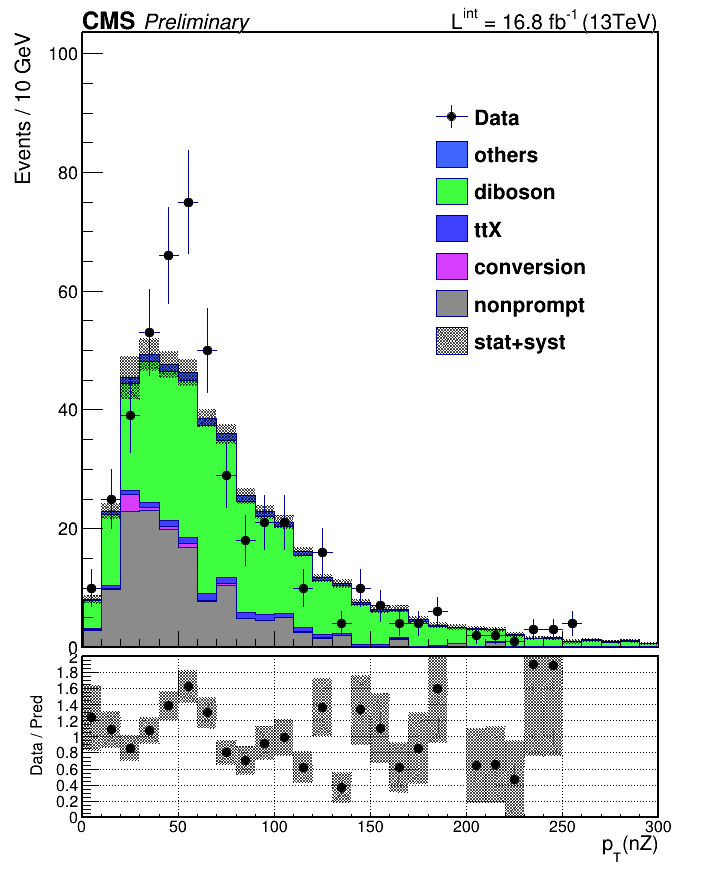 CMS Preliminary
L^int = 16.8 fb^-1 (13TeV)
Events / 10 GeV
100
80
60
40
20
0
Data
others
diboson
ttX
conversion
nonprompt
stat+syst
Data / Pred
2
1.8
1.6
1.4
1.2
1
0.8
0.6
0.4
0.2
0
0 50 100 150 200 250 300
p_T(nZ)